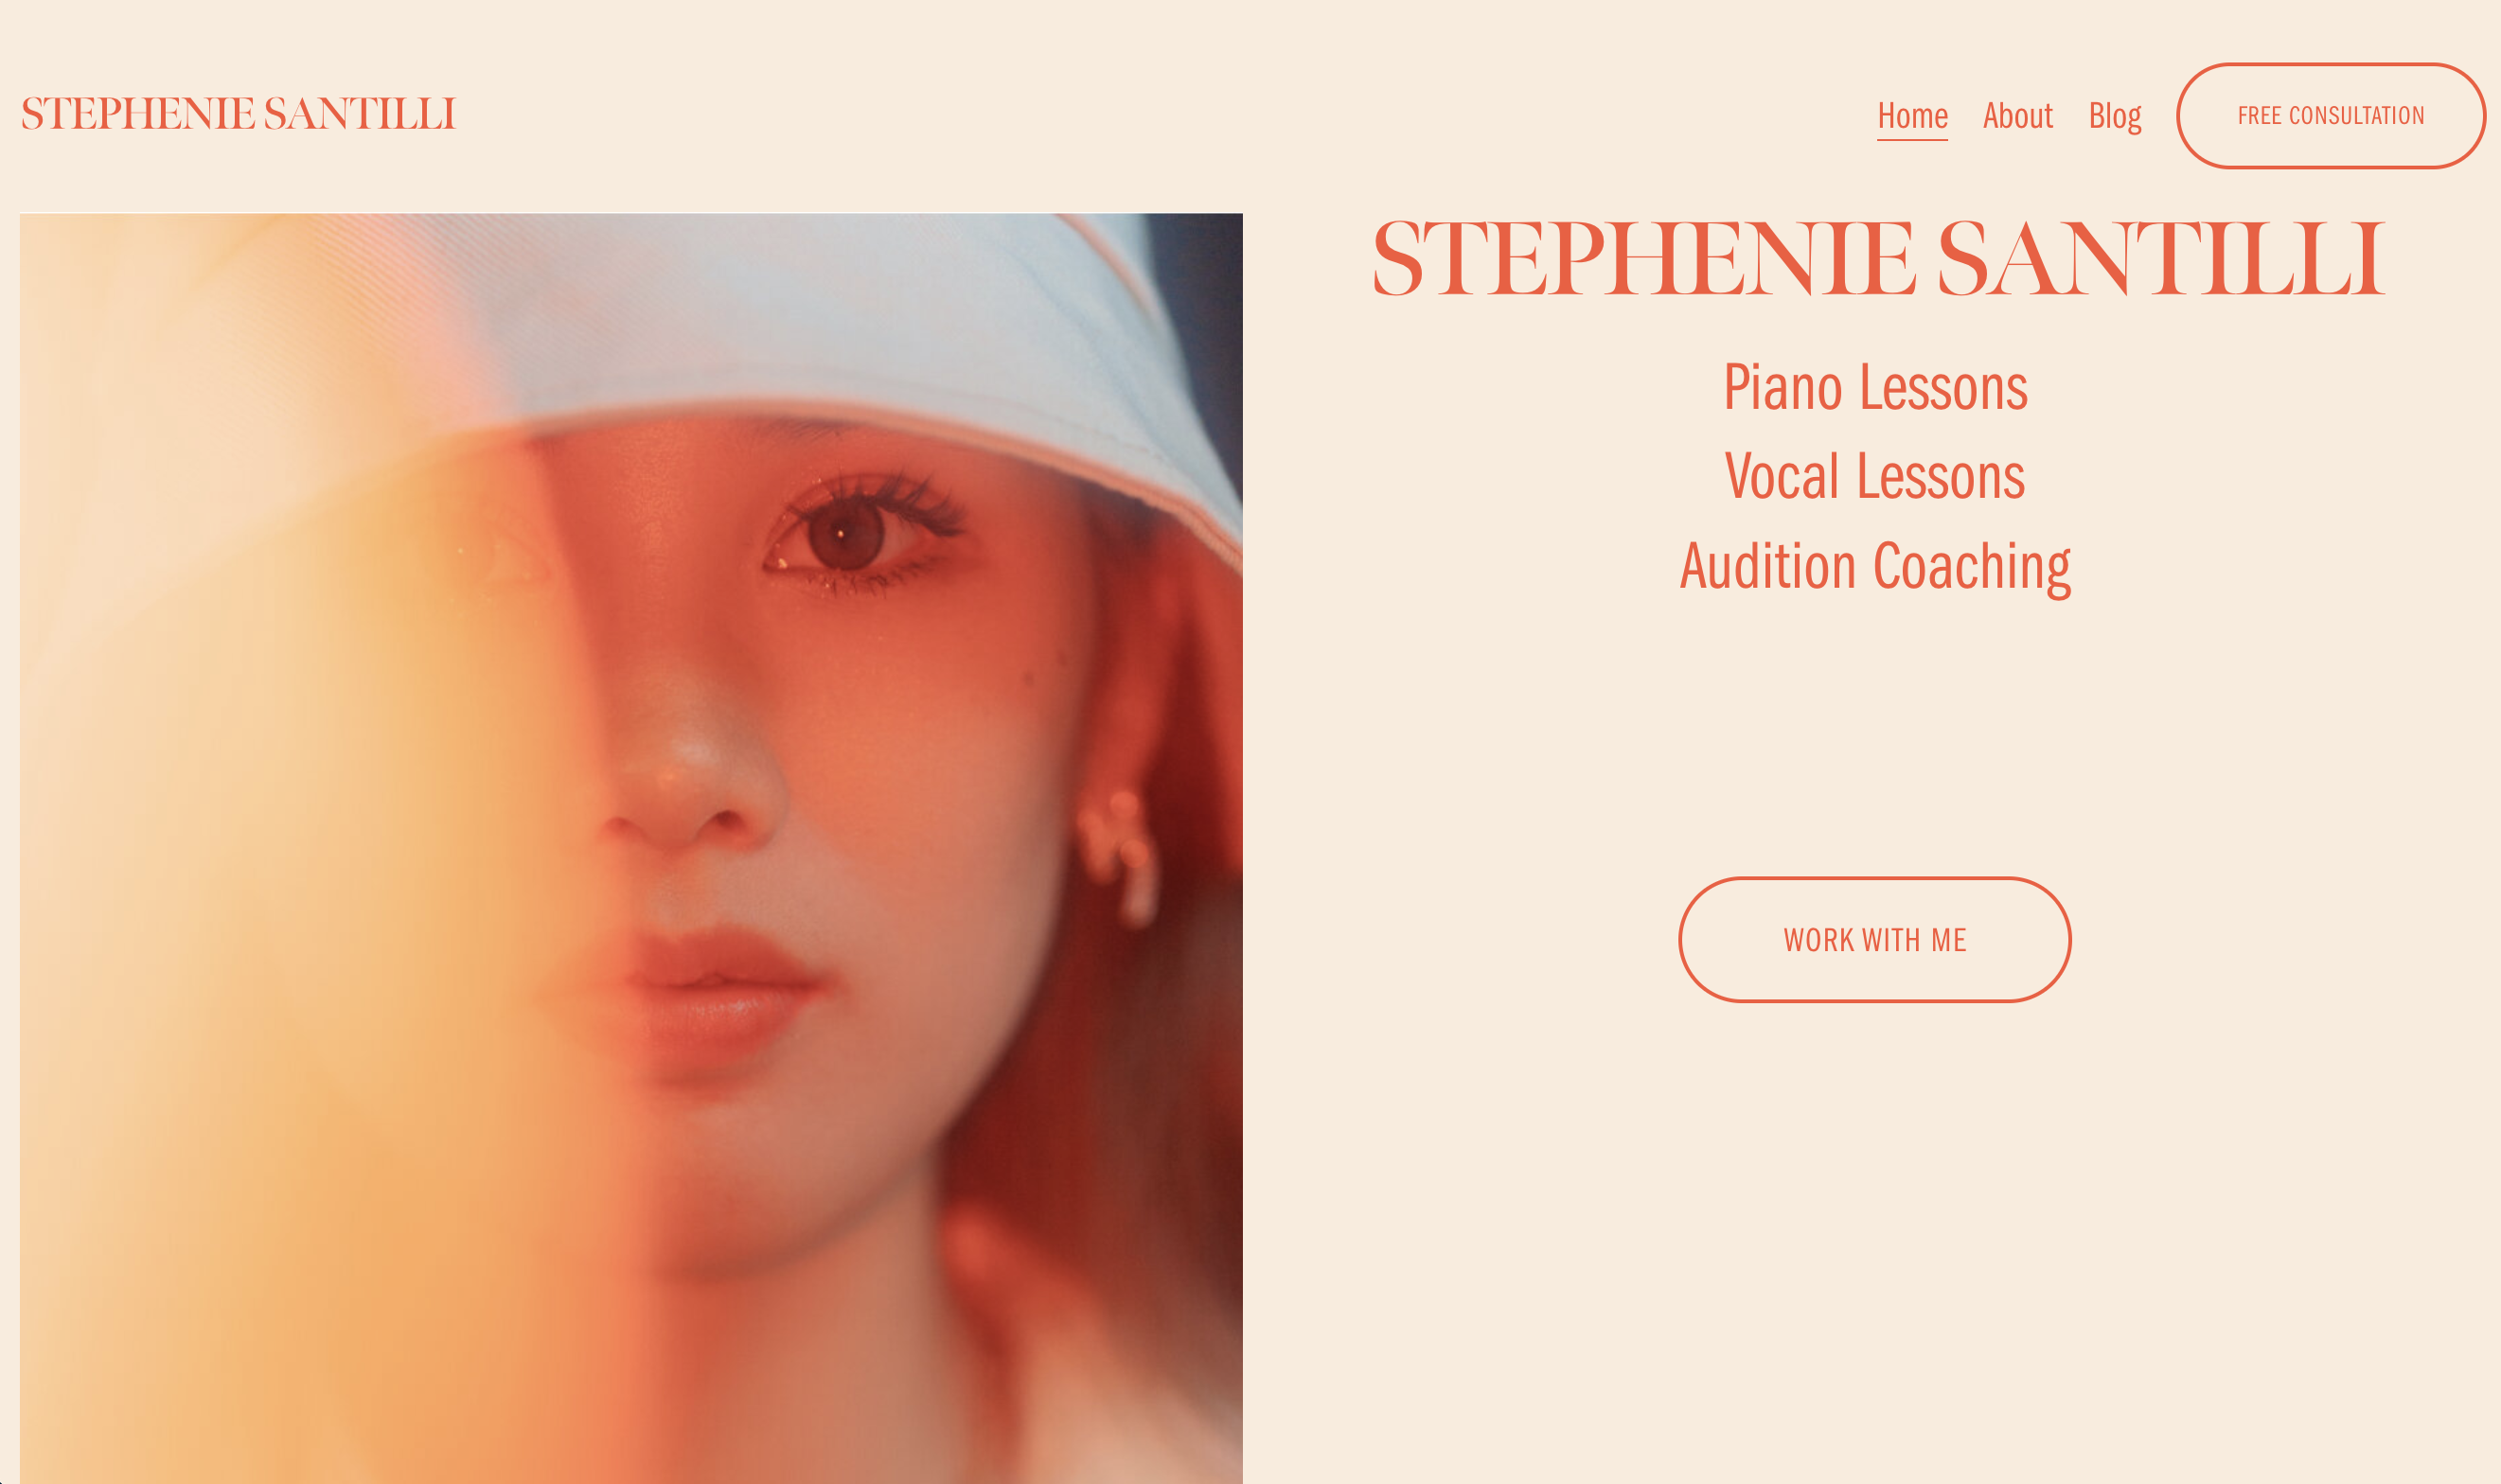 STEPHENIE SANTILLI
Home About Blog FREE CONSULTATION
STEPHENIE SANTILLI
Piano Lessons
Vocal Lessons
Audition Coaching
WORK WITH ME